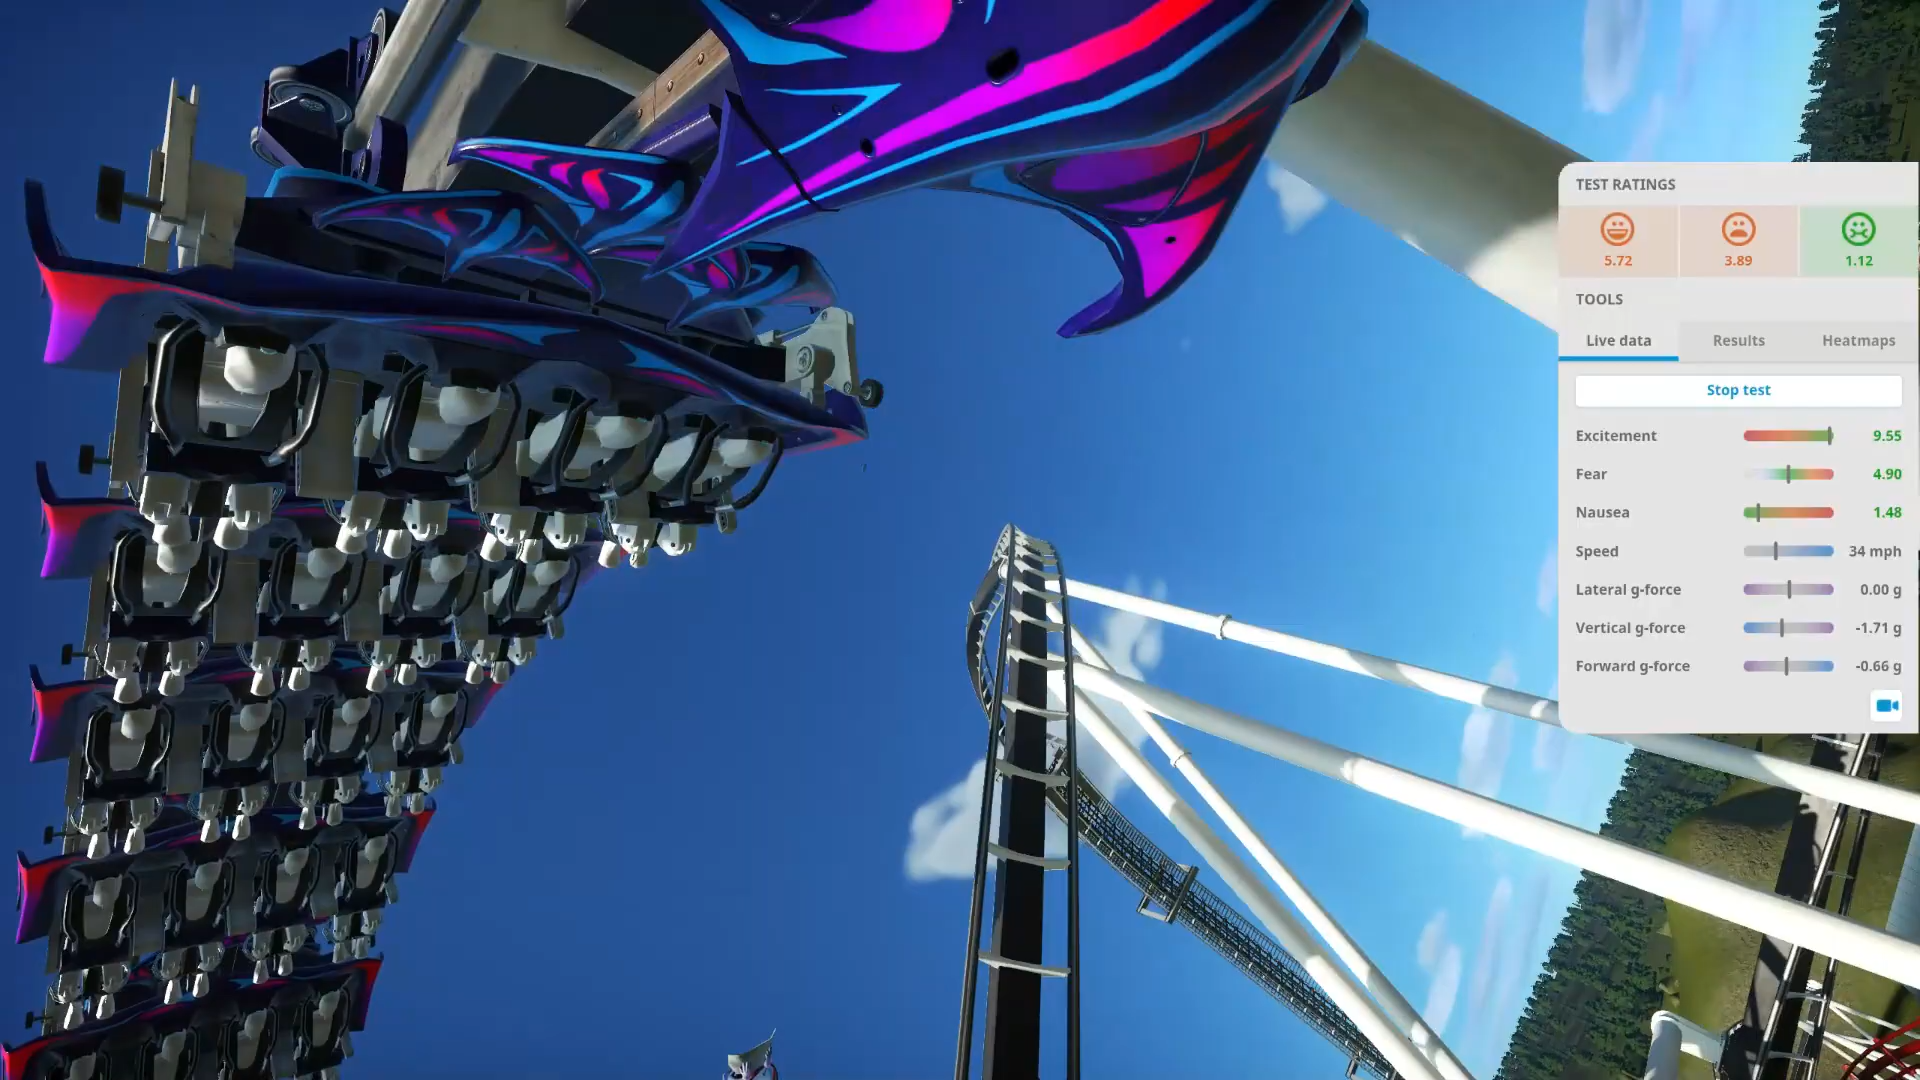 TEST RATINGS
5.72 3.89 1.12
TOOLS
Live data Results Heatmaps
Stop test
Excitement 9.55
Fear 4.90
Nausea 1.48
Speed 34 mph
Lateral g-force 0.00 g
Vertical g-force -1.71 g
Forward g-force -0.66 g